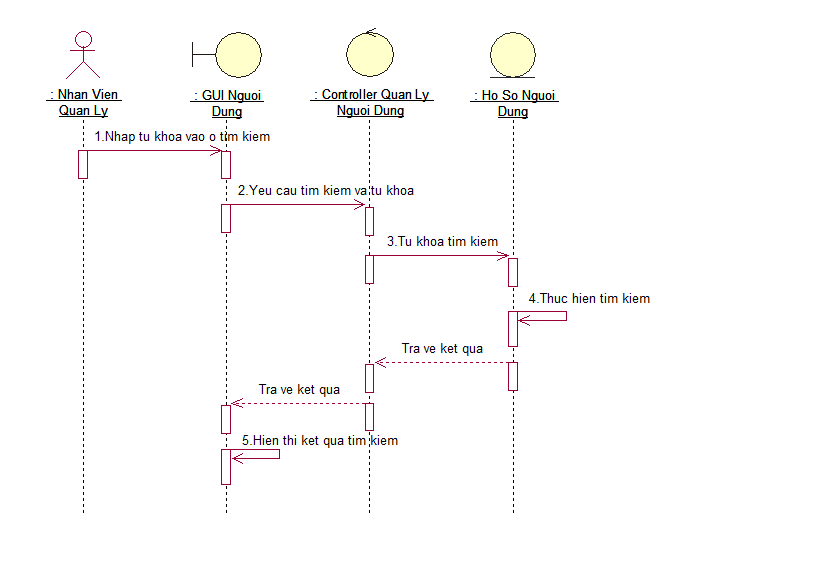 : Nhan Vien
Quan Ly
: GUI Nguoi
Dung
: Controller Quan Ly
Nguoi Dung
: Ho So Nguoi
Dung
1.Nhap tu khoa vao o tim kiem
2.Yeu cau tim kiem va tu khoa
3.Tu khoa tim kiem
4.Thuc hien tim kiem
Tra ve ket qua
Tra ve ket qua
5.Hien thi ket qua tim kiem